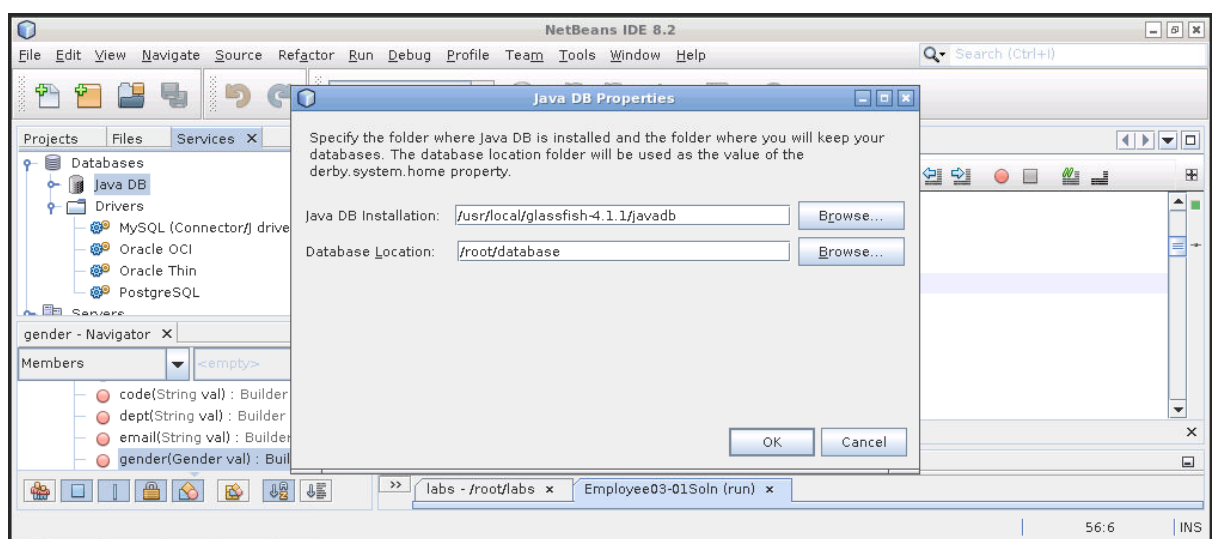 NetBeans IDE 8.2
File Edit View Navigate Source Refactor Run Debug Profile Team Tools Window Help
Search (Ctrl+I)
Java DB Properties
Projects Files Services
Specify the folder where Java DB is installed and the folder where you will keep your
databases. The database location folder will be used as the value of the
derby.system.home property.
Databases
Java DB
Drivers
MySQL (Connector/J drive
Oracle OCI
Oracle Thin
PostgreSQL
Servers
Java DB Installation: /usr/local/glassfish-4.1.1/javadb Browse...
Database Location: /root/database Browse...
gender - Navigator
Members <empty>
code(String val) : Builder
dept(String val) : Builder
email(String val) : Builder
gender(Gender val) : Buil
OK Cancel
labs - /root/labs Employee03-01Soln (run)
56:6 INS